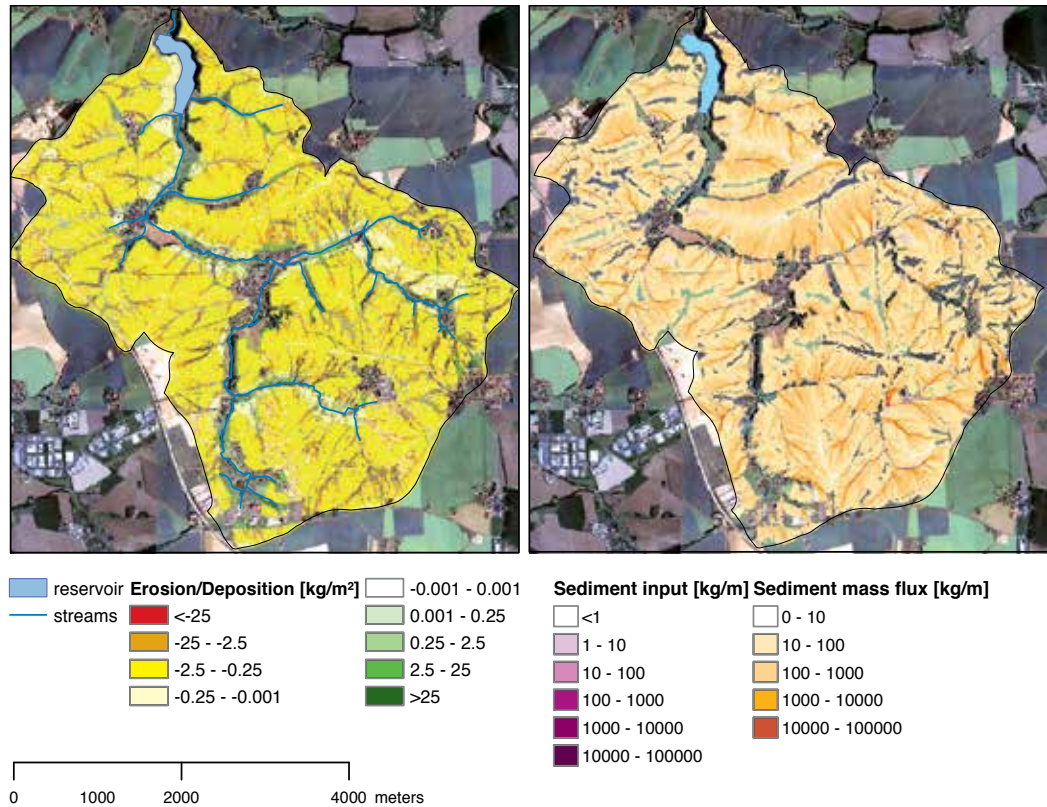 reservoir
streams
Erosion/Deposition [kg/m²]
<-25
-25 - -2.5
-2.5 - -0.25
-0.25 - -0.001
-0.001 - 0.001
0.001 - 0.25
0.25 - 2.5
2.5 - 25
>25
Sediment input [kg/m]
<1
1 - 10
10 - 100
100 - 1000
1000 - 10000
10000 - 100000
Sediment mass flux [kg/m]
0 - 10
10 - 100
100 - 1000
1000 - 10000
10000 - 100000
0 1000 2000 4000 meters